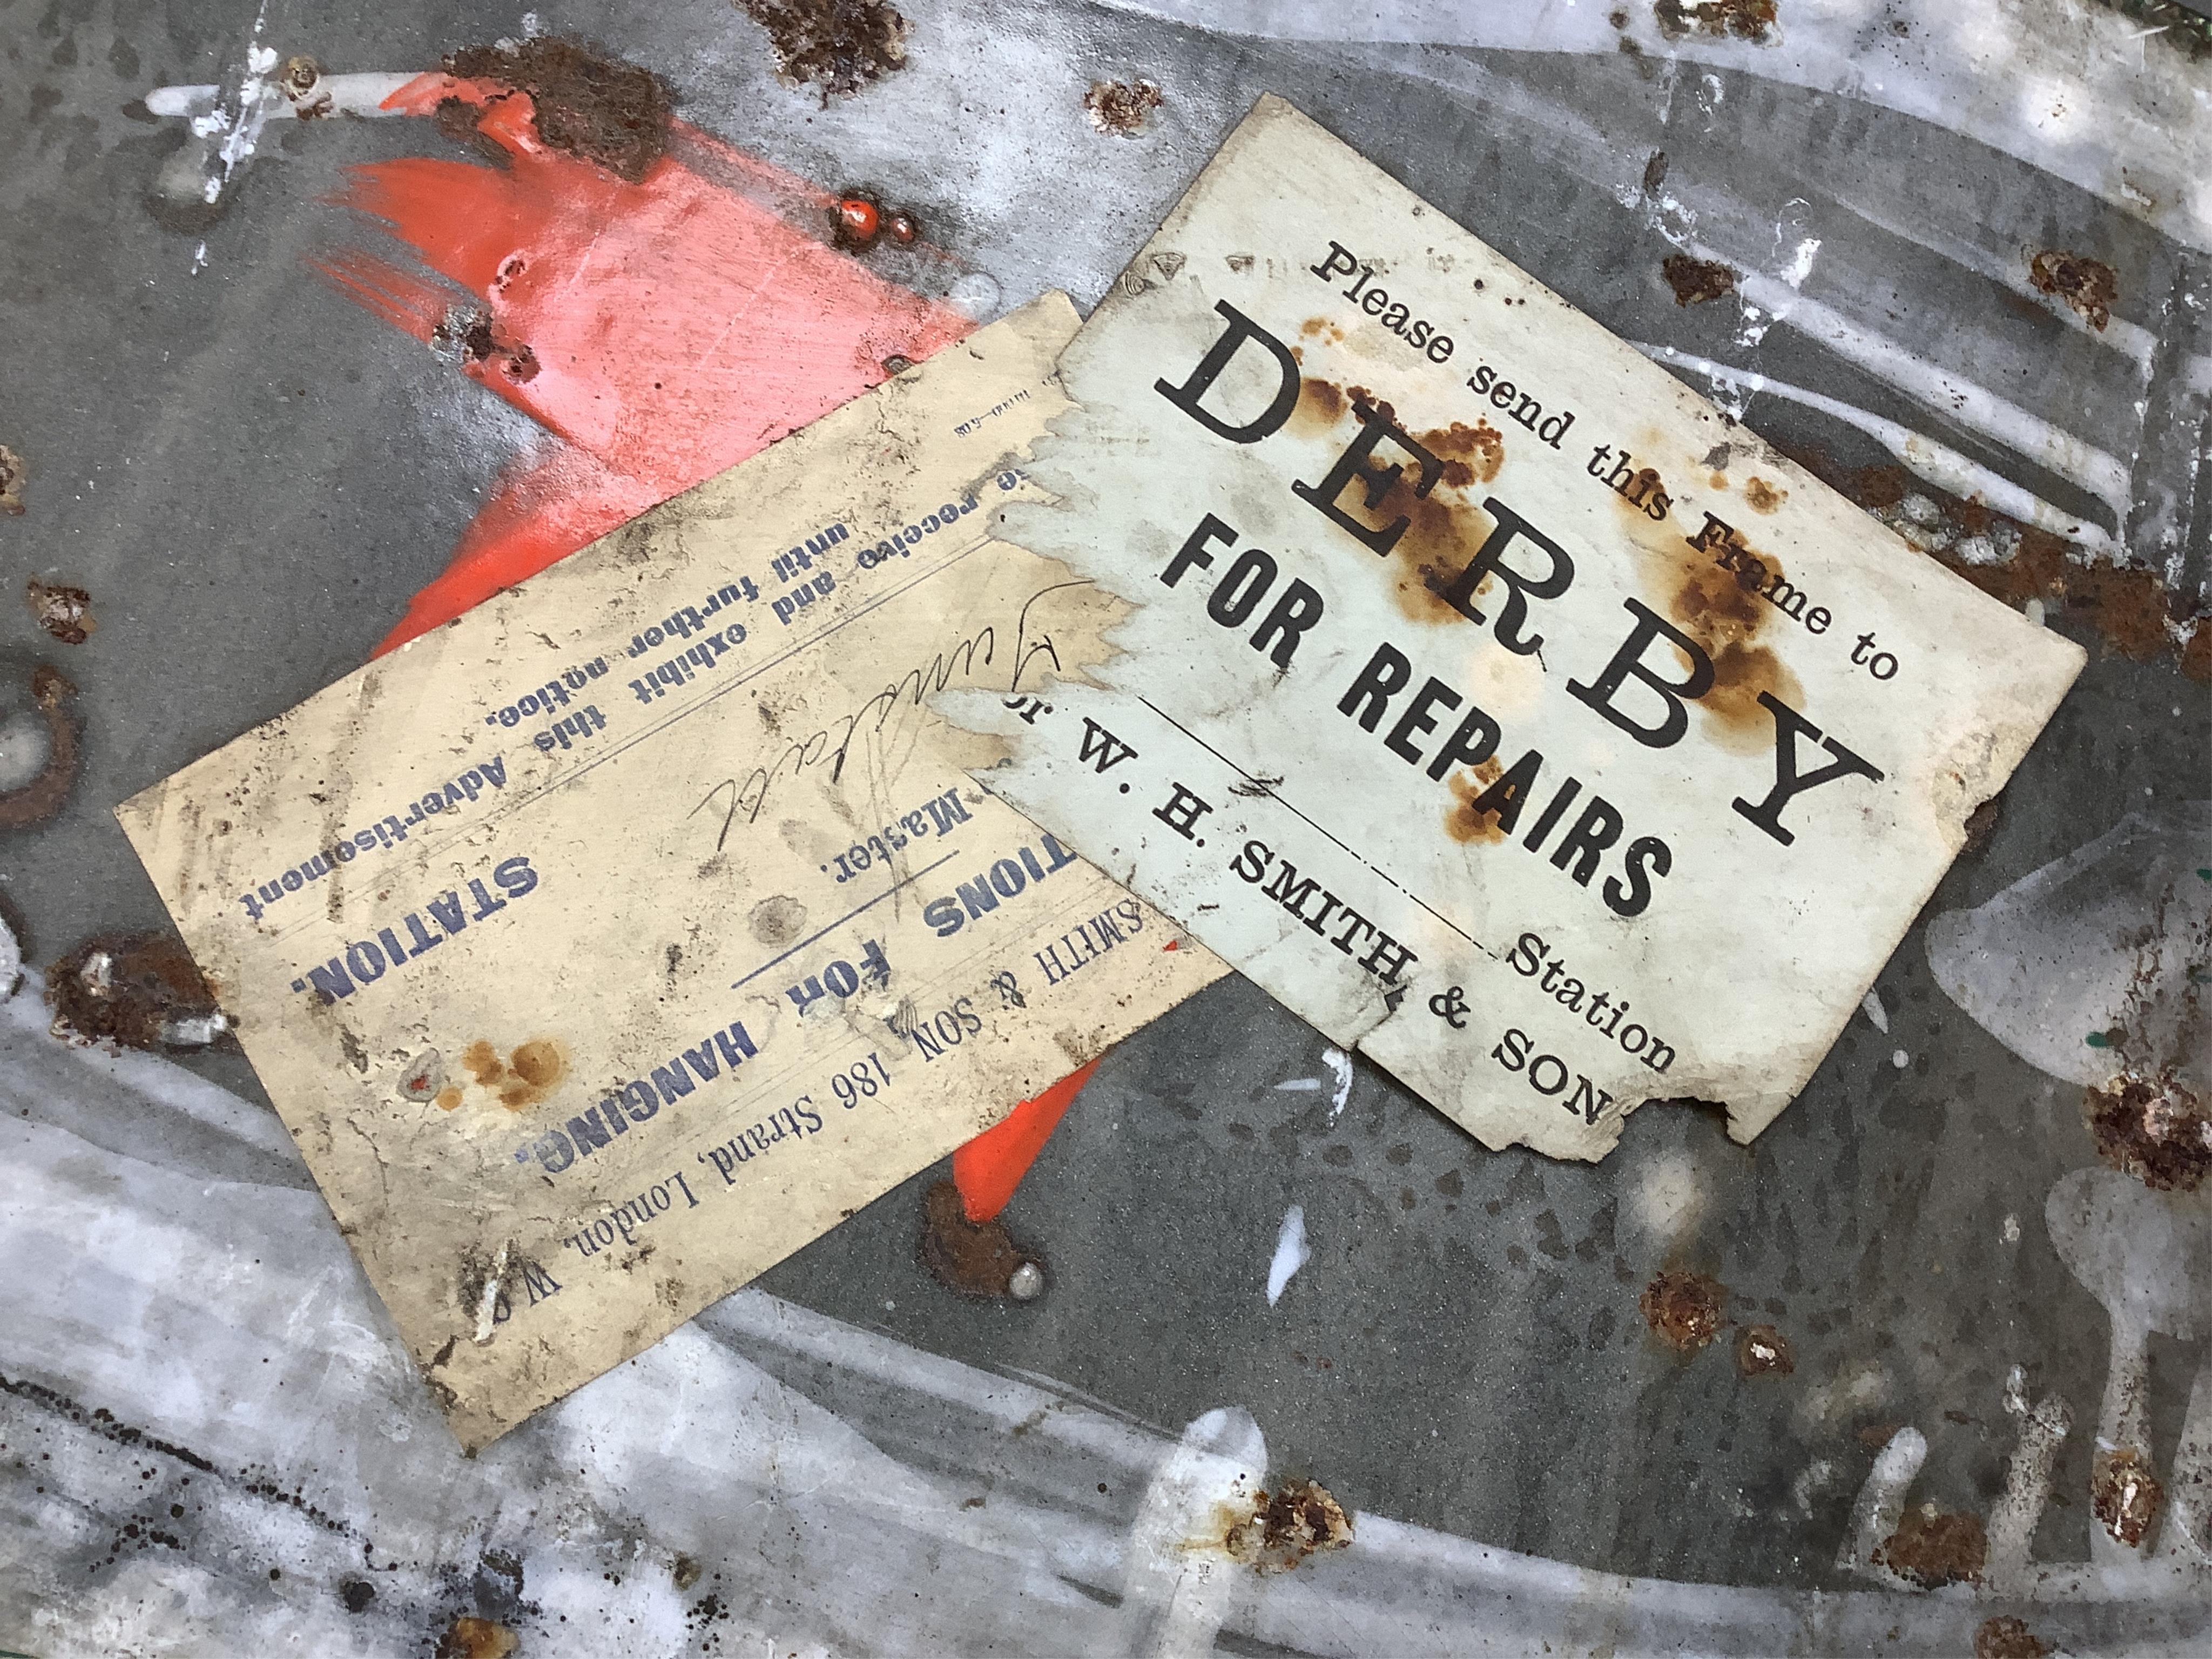 Please send this Frame to
DERBY
FOR REPAIRS
Station
or W. H. SMITH & SON
SMITH & SON, 186 Strand, London, W.C
TIONS FOR HANGING.
Master.
STATION.
receive and exhibit this Advertisement
until further notice.